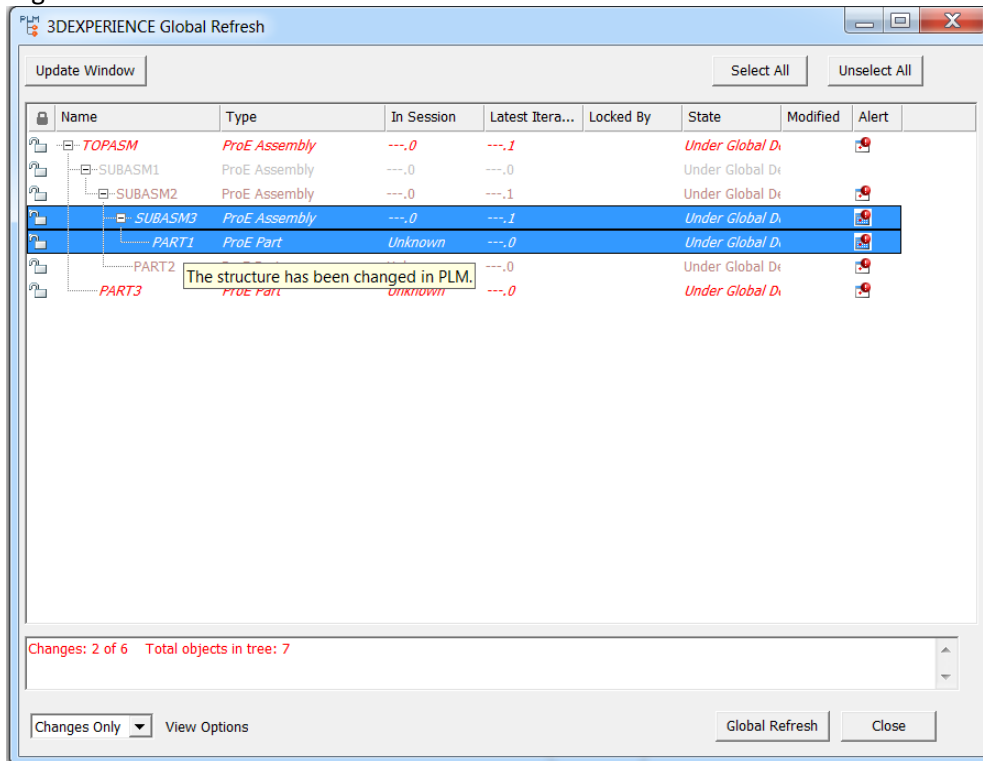 PLM 3DEXPERIENCE Global Refresh
Update Window Select All Unselect All
Name Type In Session Latest Itera... Locked By State Modified Alert
TOPASM ProE Assembly ---.0 ---.1 Under Global D
SUBASM1 ProE Assembly ---.0 ---.0 Under Global De
SUBASM2 ProE Assembly ---.0 ---.1 Under Global De
SUBASM3 ProE Assembly ---.0 ---.1 Under Global D
PART1 ProE Part Unknown ---.0 Under Global D
PART2 ---.0 Under Global De
The structure has been changed in PLM.
PART3 ProE Part Unknown ---.0 Under Global D
Changes: 2 of 6 Total objects in tree: 7
Changes Only View Options Global Refresh Close